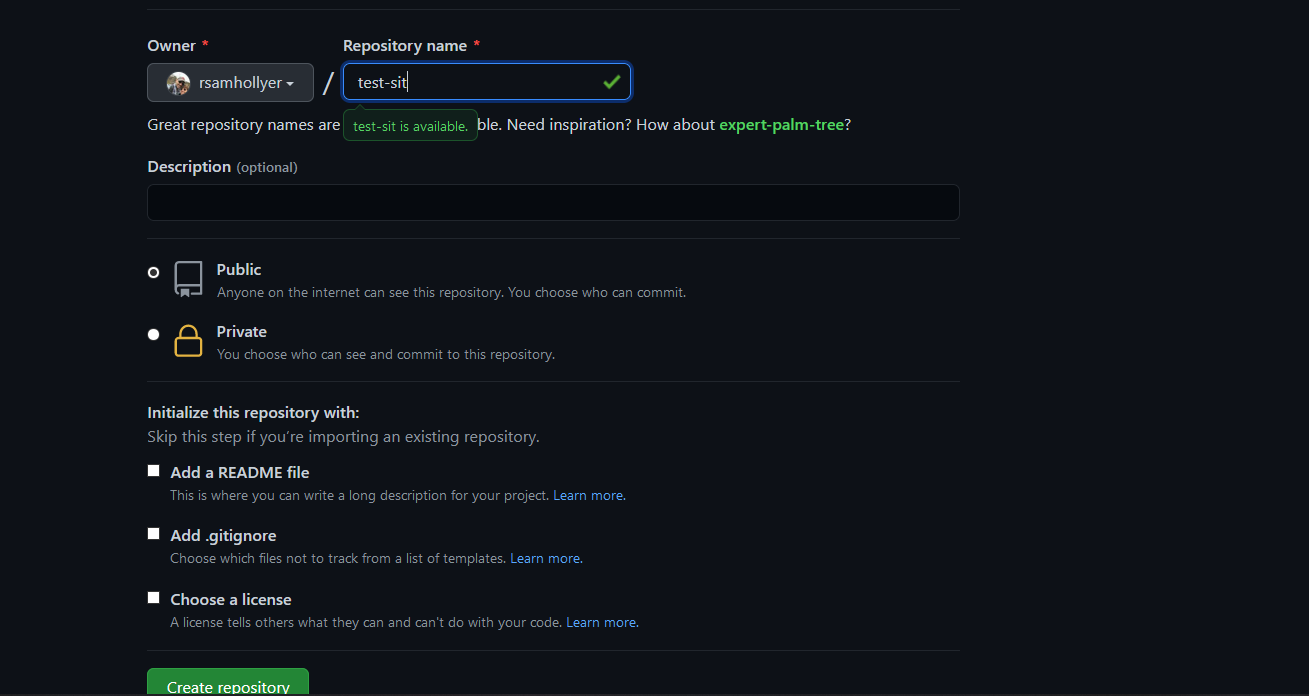 Owner *
Repository name *
rsamhollyer
/
test-sit
Great repository names are
test-sit is available.
ble. Need inspiration? How about expert-palm-tree?
Description (optional)
Public
Anyone on the internet can see this repository. You choose who can commit.
Private
You choose who can see and commit to this repository.
Initialize this repository with:
Skip this step if you’re importing an existing repository.
Add a README file
This is where you can write a long description for your project. Learn more.
Add .gitignore
Choose which files not to track from a list of templates. Learn more.
Choose a license
A license tells others what they can and can't do with your code. Learn more.
Create repository